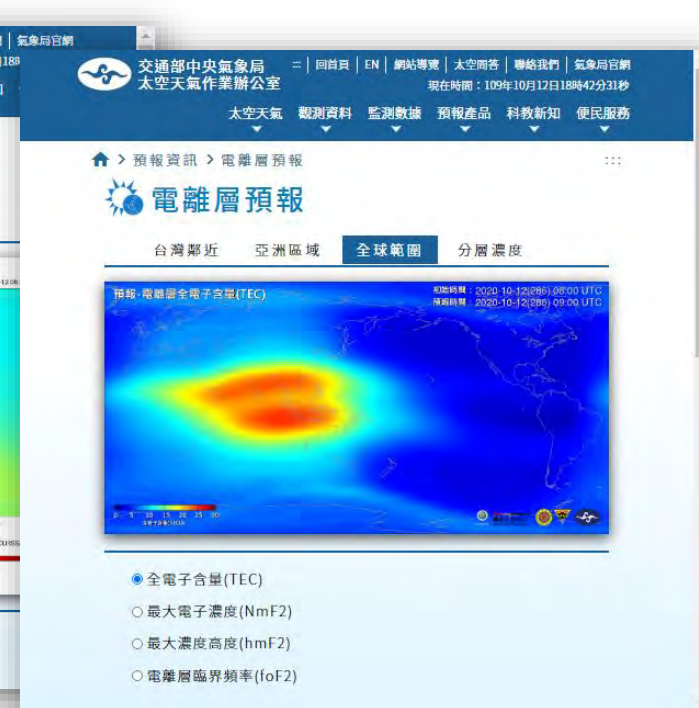 氣象局官網
交通部中央氣象局
太空天氣作業辦公室
::: | 回首頁 | EN | 網站導覽 | 太空問答 | 聯絡我們 | 氣象局官網
現在時間：109年10月12日18時42分31秒
太空天氣 觀測資料 監測數據 預報產品 科教新知 便民服務
> 預報資訊 > 電離層預報
:::
電離層預報
台灣鄰近 亞洲區域 全球範圍 分層濃度
預報-電離層全電子含量(TEC)
初始時間：2020-10-12(286) 08:00 UTC
預報時間：2020-10-12(286) 09:00 UTC
0 5 10 15 20 25 30
全電子含量(TEC)
最大電子濃度(NmF2)
最大濃度高度(hmF2)
電離層臨界頻率(foF2)